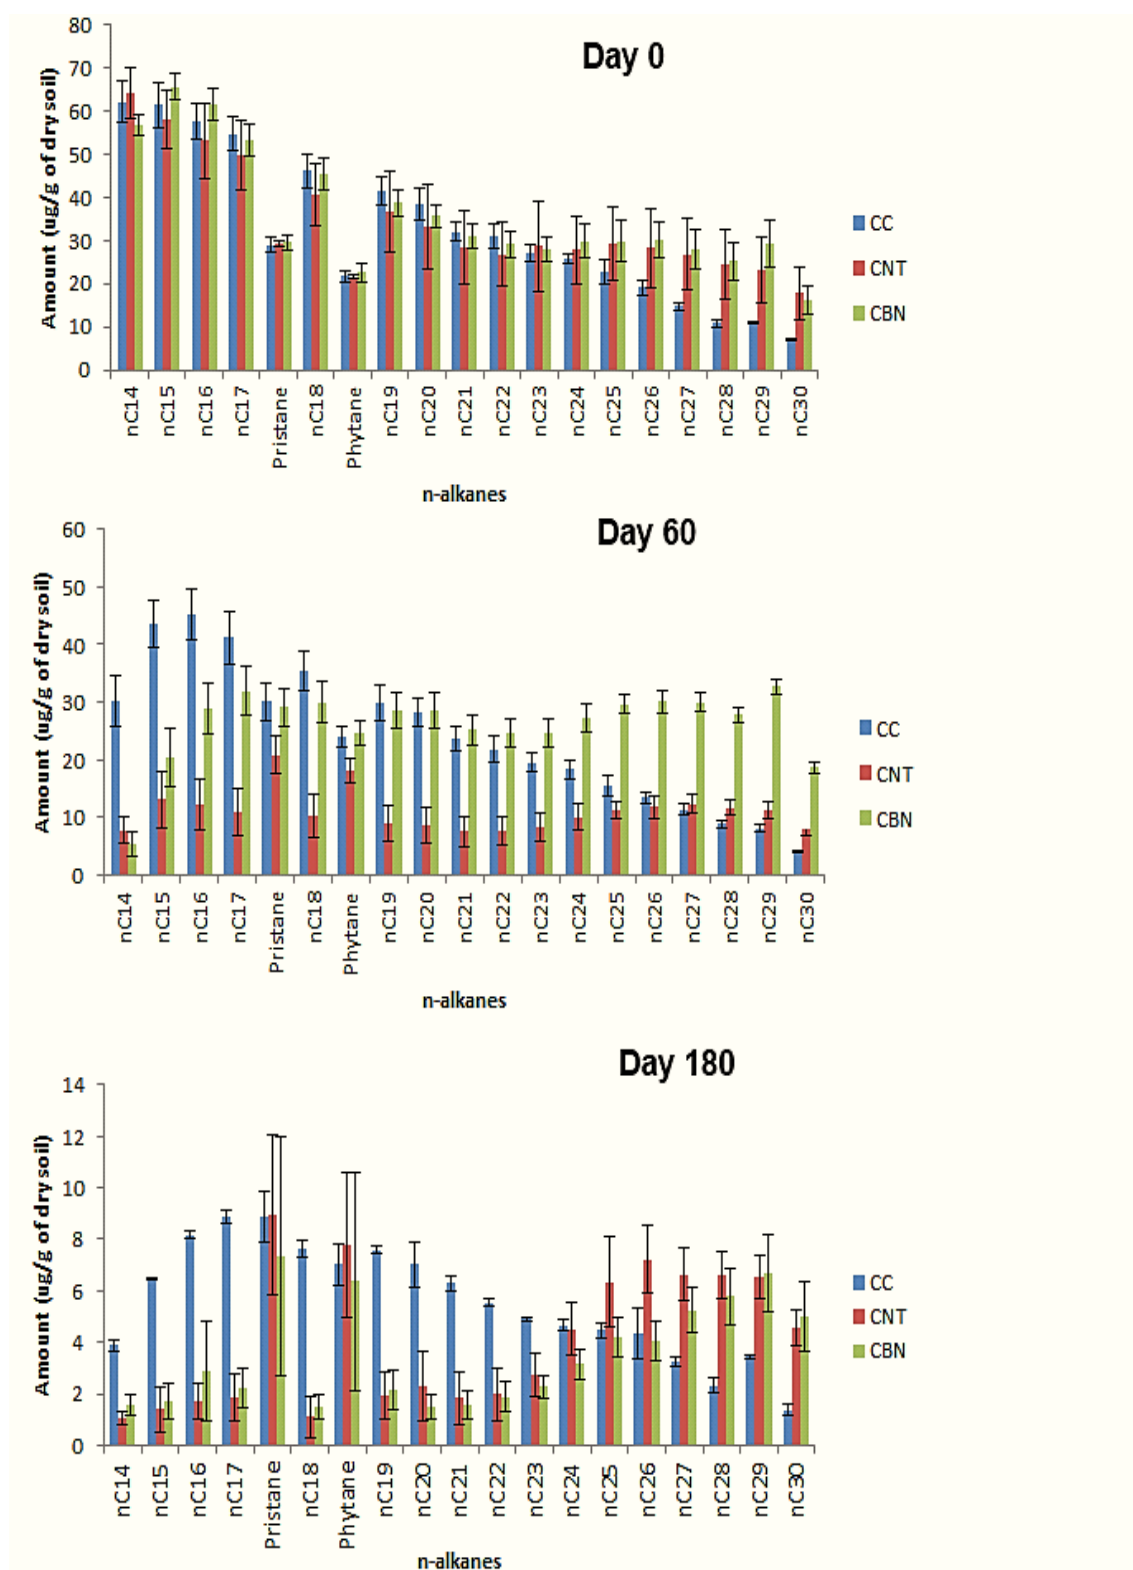 Day 0
Amount (ug/g of dry soil)
80
70
60
50
40
30
20
10
0
nC14 nC15 nC16 nC17 Pristane nC18 Phytane nC19 nC20 nC21 nC22 nC23 nC24 nC25 nC26 nC27 nC28 nC29 nC30
n-alkanes
CC
CNT
CBN
Day 60
Amount (ug/g of dry soil)
60
50
40
30
20
10
0
nC14 nC15 nC16 nC17 Pristane nC18 Phytane nC19 nC20 nC21 nC22 nC23 nC24 nC25 nC26 nC27 nC28 nC29 nC30
n-alkanes
CC
CNT
CBN
Day 180
Amount (ug/g of dry soil)
14
12
10
8
6
4
2
0
nC14 nC15 nC16 nC17 Pristane nC18 Phytane nC19 nC20 nC21 nC22 nC23 nC24 nC25 nC26 nC27 nC28 nC29 nC30
n-alkanes
CC
CNT
CBN